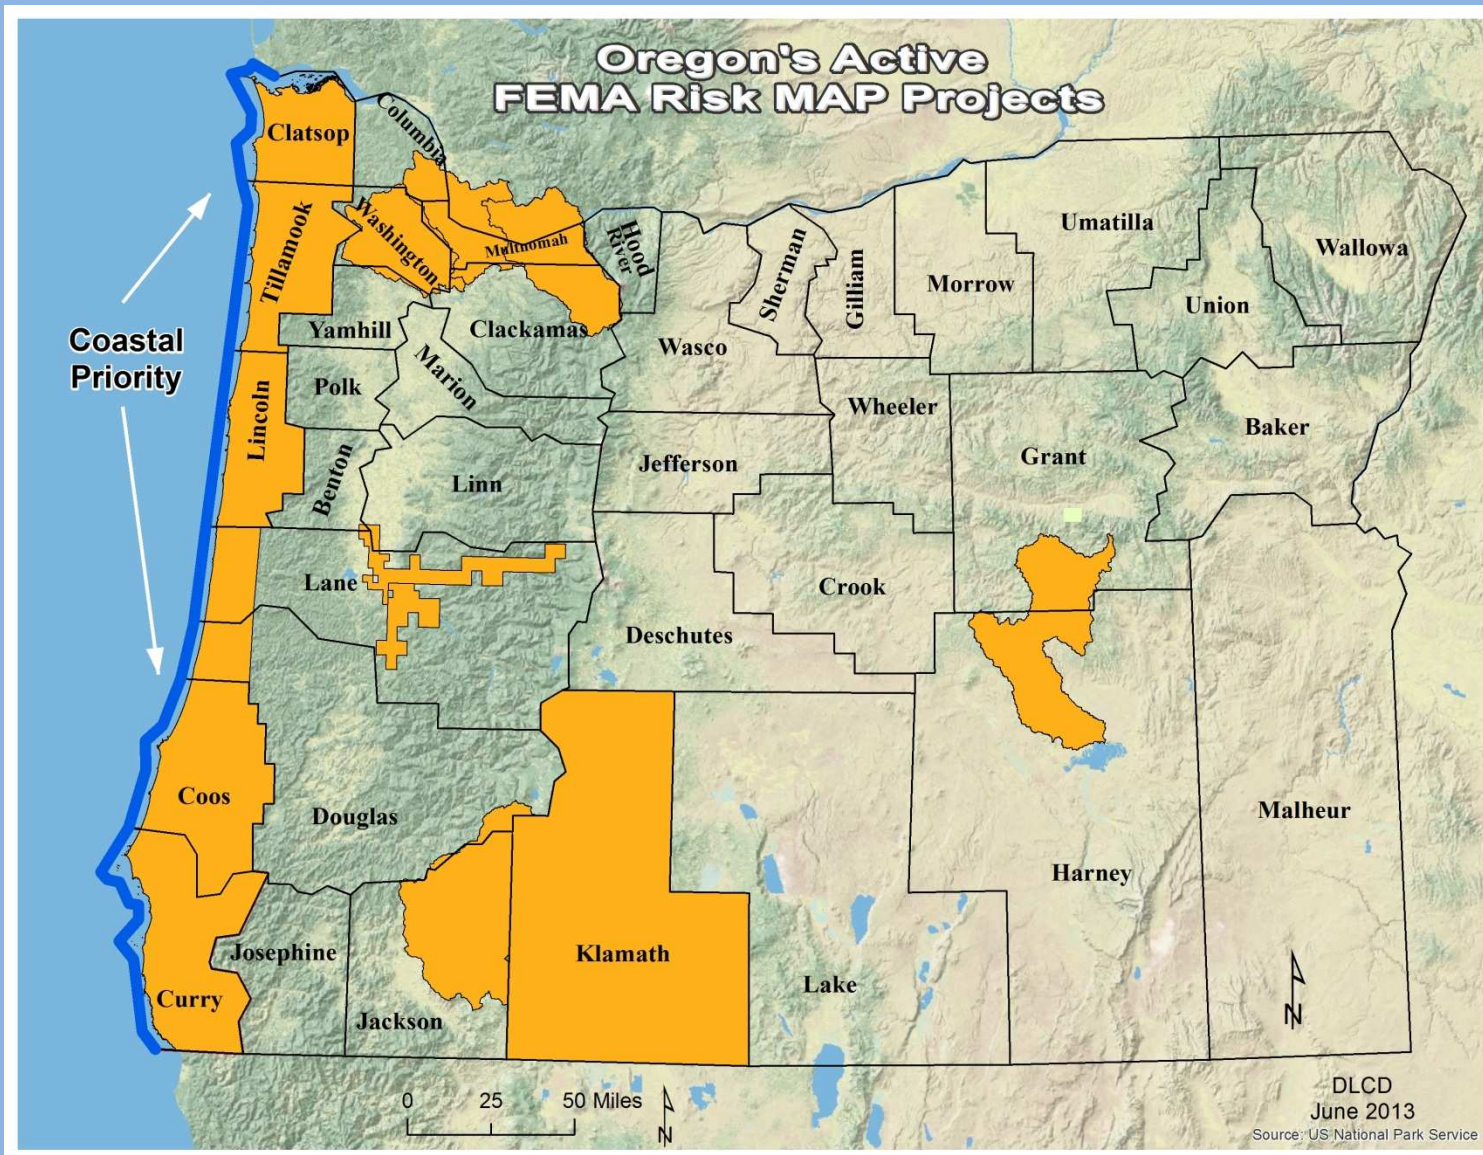 Oregon's Active
FEMA Risk MAP Projects
Clatsop
Columbia
Tillamook
Washington
Multnomah
Hood
River
Sherman
Gilliam
Morrow
Umatilla
Union
Wallowa
Coastal
Priority
Yamhill
Clackamas
Wasco
Polk
Marion
Lincoln
Wheeler
Baker
Benton
Linn
Jefferson
Grant
Lane
Crook
Deschutes
Coos
Douglas
Malheur
Harney
Josephine
Klamath
Curry
Jackson
Lake
N
0 25 50 Miles
N
DLCD
June 2013
Source: US National Park Service